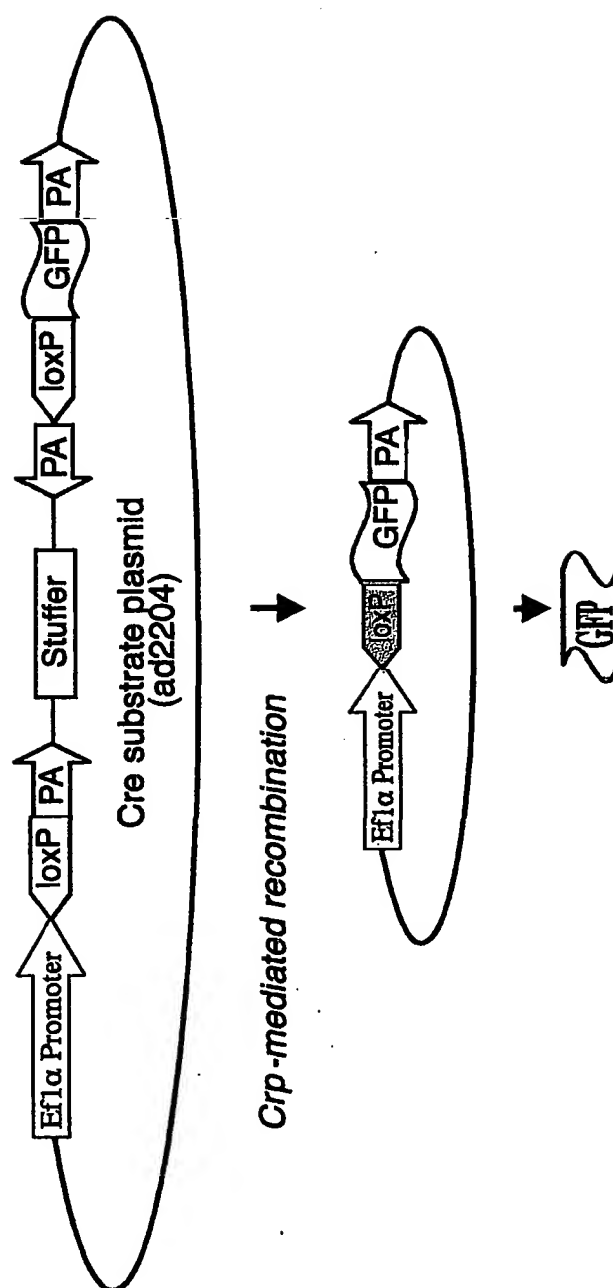 Ef1α Promoter
loxP
PA
Stuffer
PA
loxP
GFP
PA
Cre substrate plasmid
(ad2204)
Crp-mediated recombination
Ef1α Promoter
loxP
GFP
PA
GFP